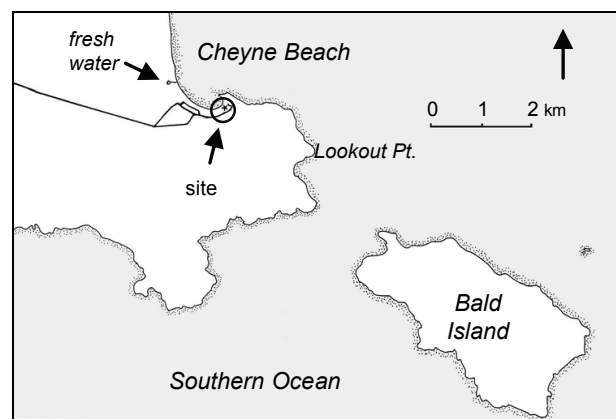 fresh
water
Cheyne Beach
0 1 2 km
Lookout Pt.
site
Bald
Island
Southern Ocean